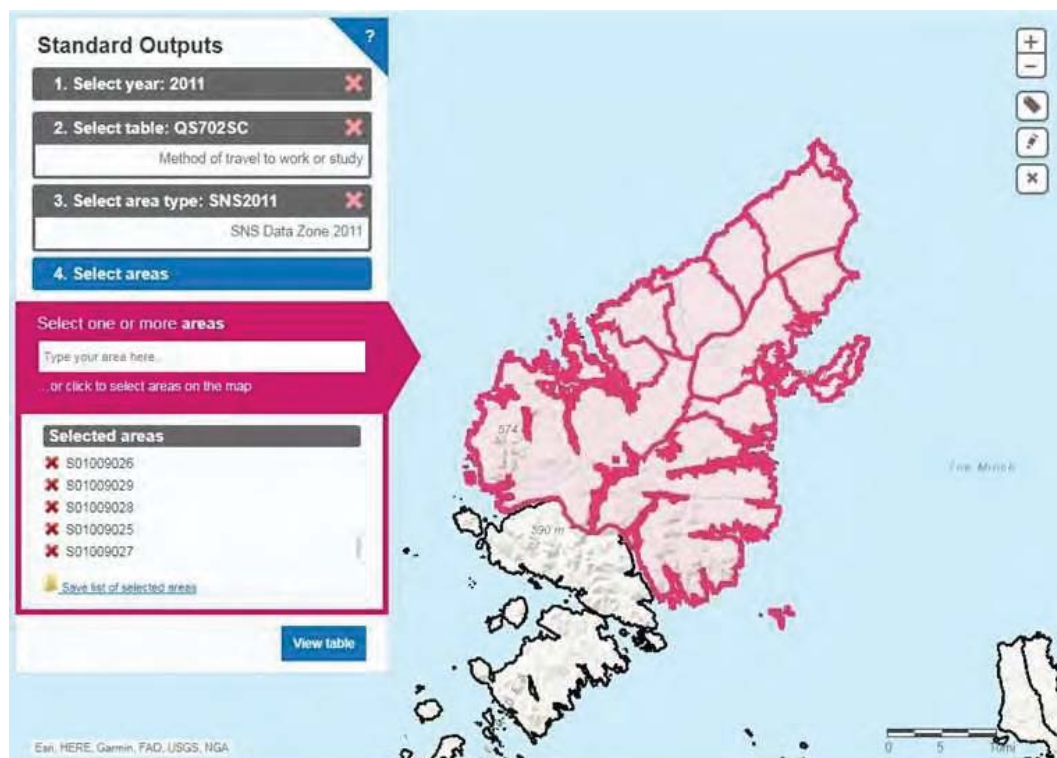 Standard Outputs
?
1. Select year: 2011
2. Select table: QS702SC
Method of travel to work or study
3. Select area type: SNS2011
SNS Data Zone 2011
4. Select areas
Select one or more areas
Type your area here..
...or click to select areas on the map
Selected areas
S01009026
S01009029
S01009028
S01009025
S01009027
Save list of selected areas
View table
574
590 m
The Minch
0 5 10mi
Esri, HERE, Garmin, FAO, USGS, NGA